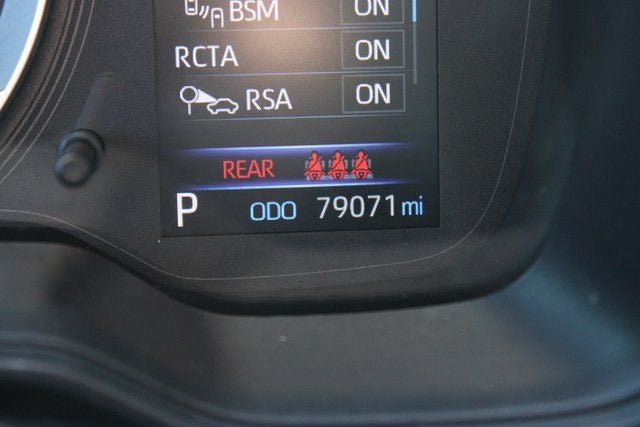 BSM ON
RCTA ON
RSA ON
REAR
P ODO 79071 mi